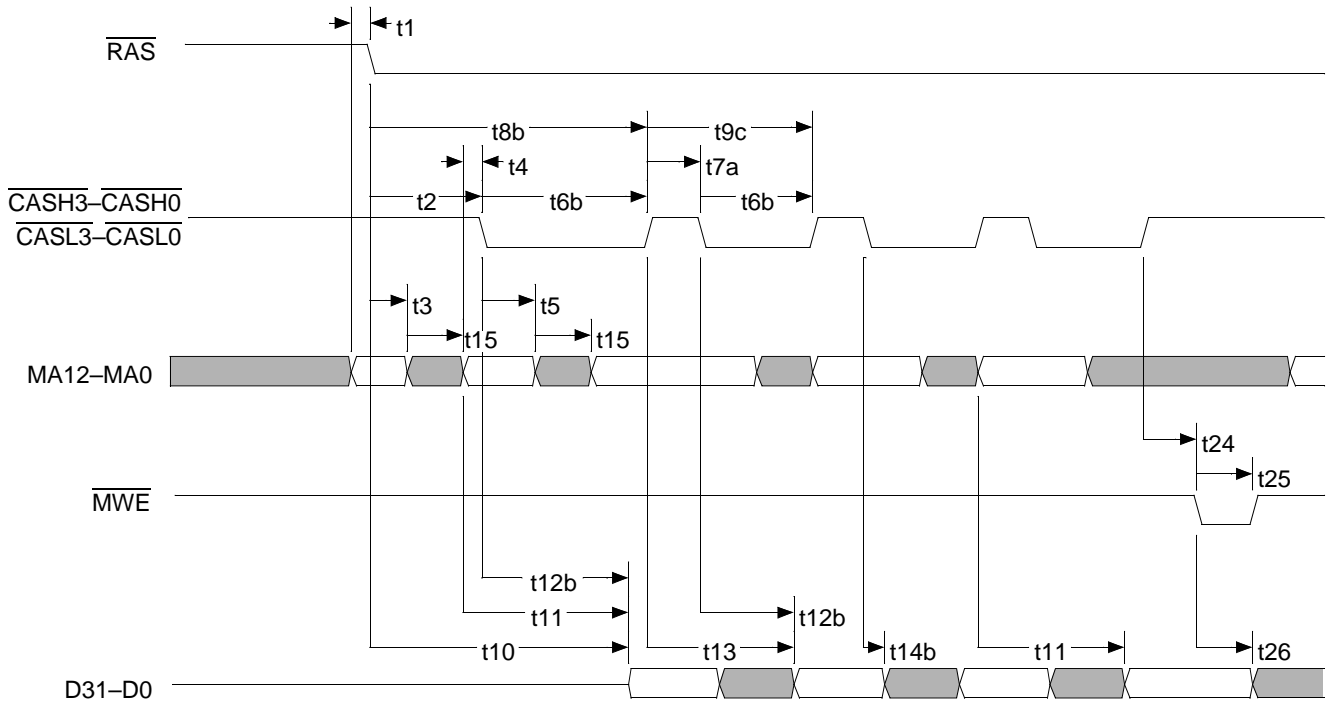 t1
RAS
t8b t9c
t4 t7a
CASH3–CASH0 t2 t6b t6b
CASL3–CASL0
t3 t5
t15 t15
MA12–MA0
t24
t25
MWE
t12b
t11 t12b
t10 t13 t14b t11 t26
D31–D0